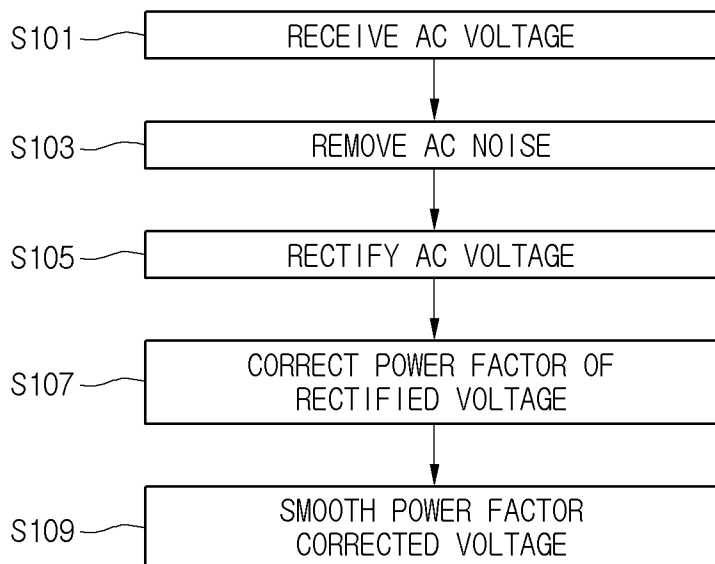 S101
RECEIVE AC VOLTAGE
S103
REMOVE AC NOISE
S105
RECTIFY AC VOLTAGE
S107
CORRECT POWER FACTOR OF
RECTIFIED VOLTAGE
S109
SMOOTH POWER FACTOR
CORRECTED VOLTAGE